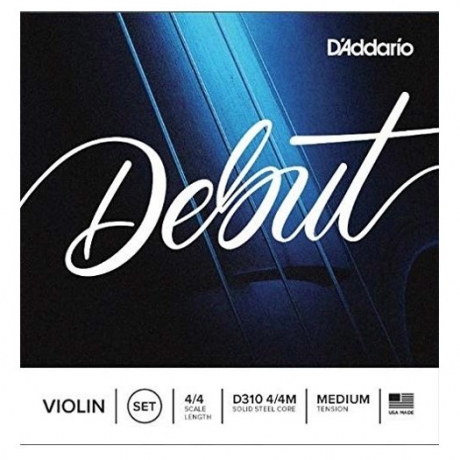 D'Addario
Debut
VIOLIN
SET
4/4
SCALE
LENGTH
D310 4/4M
SOLID STEEL CORE
MEDIUM
TENSION
USA MADE